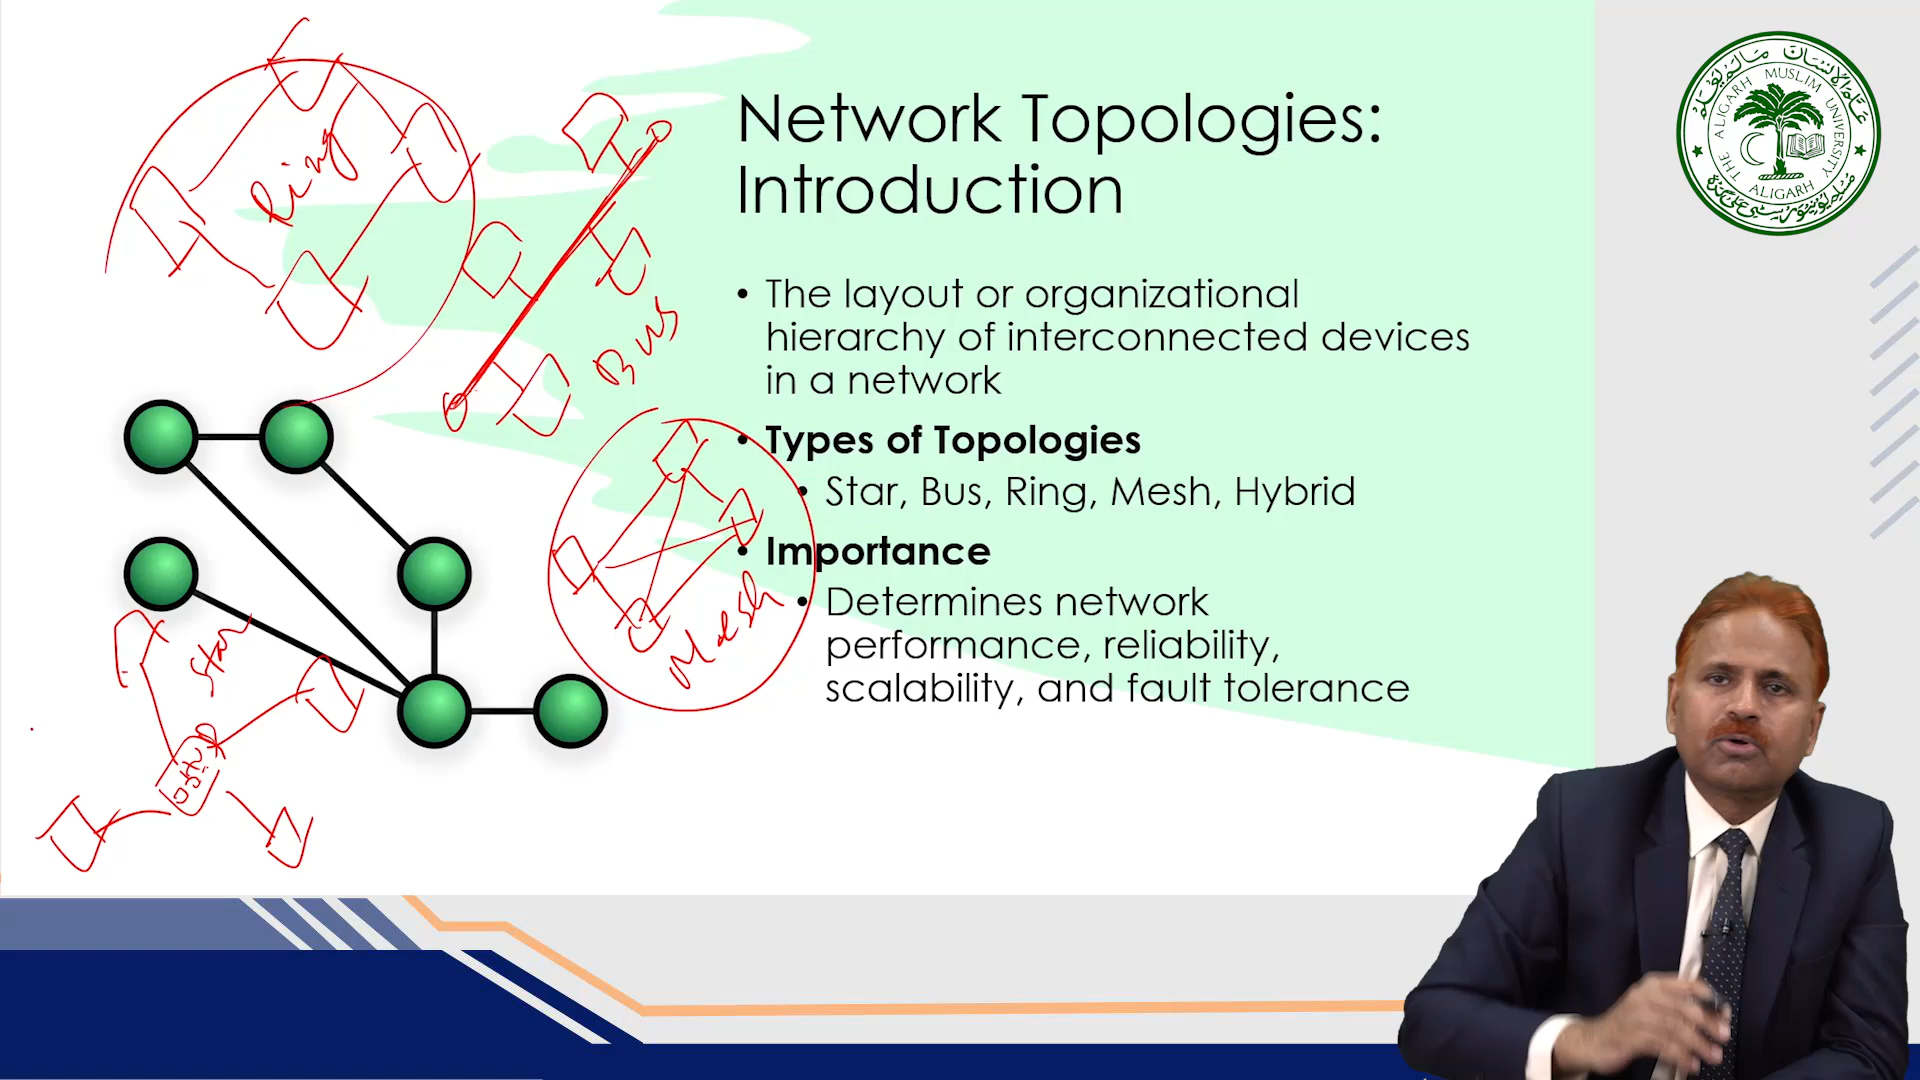 Network Topologies:
Introduction
• The layout or organizational
hierarchy of interconnected devices
in a network
• Types of Topologies
• Star, Bus, Ring, Mesh, Hybrid
• Importance
• Determines network
performance, reliability,
scalability, and fault tolerance
Ring
Bus
Mesh
Star
THE ALIGARH MUSLIM UNIVERSITY
ALIGARH